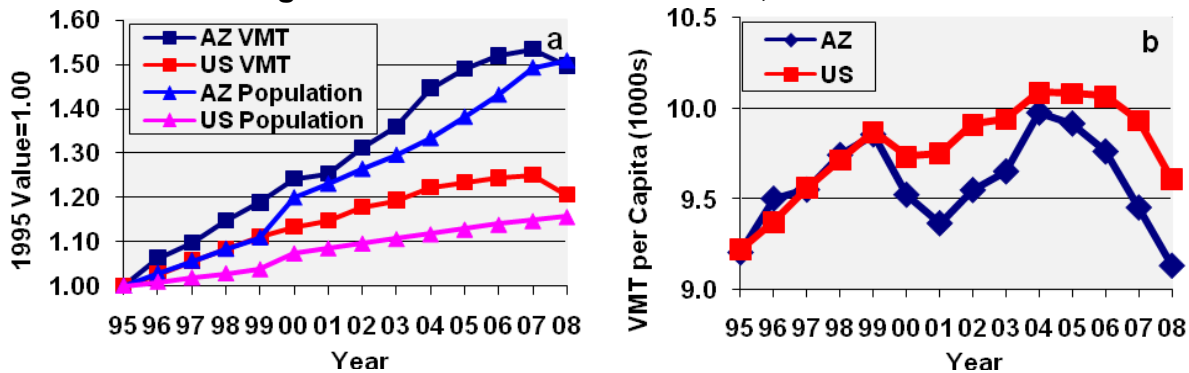 1.60
1.50
1.40
1.30
1.20
1.10
1.00
1995 Value=1.00
AZ VMT
US VMT
AZ Population
US Population
a
95 96 97 98 99 00 01 02 03 04 05 06 07 08
Year
10.5
10.0
9.5
9.0
VMT per Capita (1000s)
AZ
US
b
95 96 97 98 99 00 01 02 03 04 05 06 07 08
Year